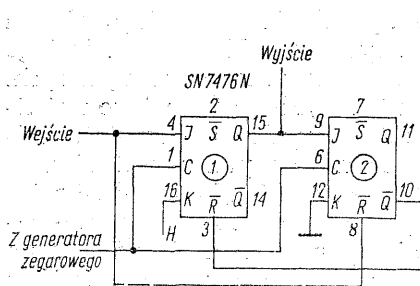 Wyjście
SN7476N
2
7
4 J S̅ Q 15
9 J S̅ Q 11
Wejście
1 C
6 C
1
2
16 K R̅ Q̅ 14
12 K R̅ Q̅ 10
H
3
8
Z generatora
zegarowego